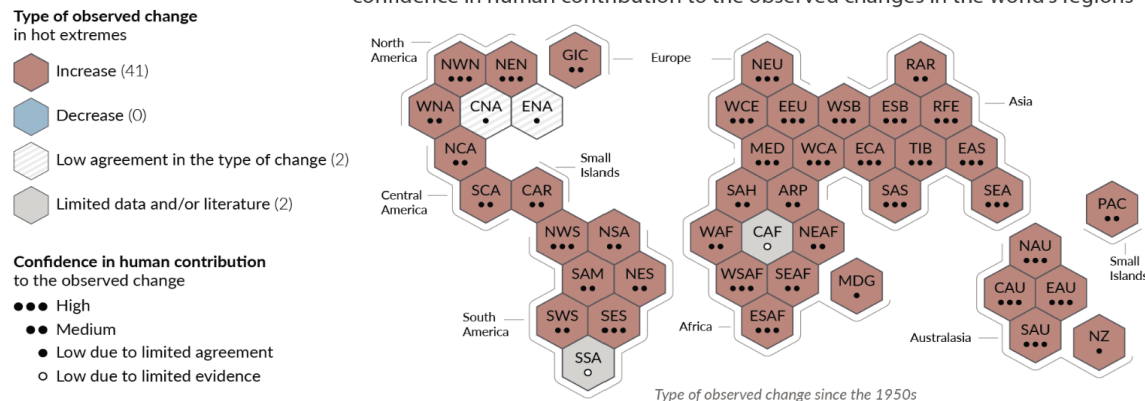 confidence in human contribution to the observed changes in the world's regions
Type of observed change
in hot extremes
Increase (41)
Decrease (0)
Low agreement in the type of change (2)
Limited data and/or literature (2)
Confidence in human contribution
to the observed change
High
Medium
Low due to limited agreement
Low due to limited evidence
North
America
GIC
Europe
NWN NEN
NEU
RAR
WNA CNA ENA
WCE EEU WSB ESB RFE
Asia
NCA
MED WCA ECA TIB EAS
Small
Islands
Central
America
SCA CAR
SAH ARP SAS SEA
PAC
Small
Islands
NWS NSA
WAF CAF NEAF
NAU
SAM NES
WSAF SEAF MDG
CAU EAU
South
America
SWS SES
Africa
ESAF
Australasia
SAU NZ
SSA
Type of observed change since the 1950s